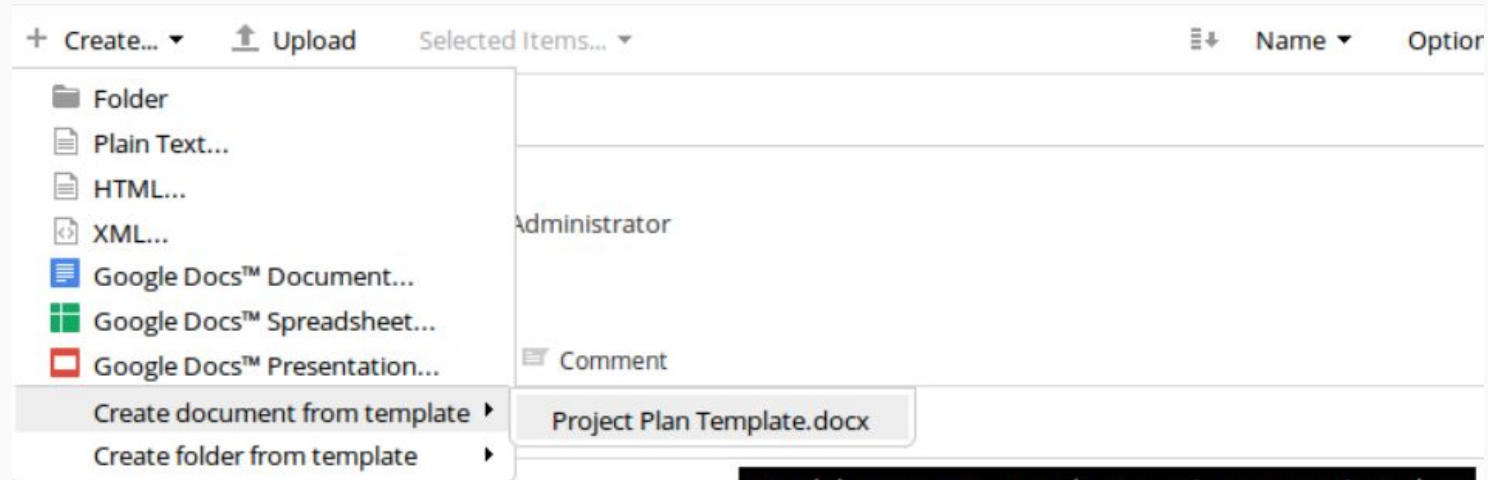 Create... Upload Selected Items... Name Option
Folder
Plain Text...
HTML...
XML...
Administrator
Google Docs™ Document...
Google Docs™ Spreadsheet...
Google Docs™ Presentation... Comment
Create document from template Project Plan Template.docx
Create folder from template